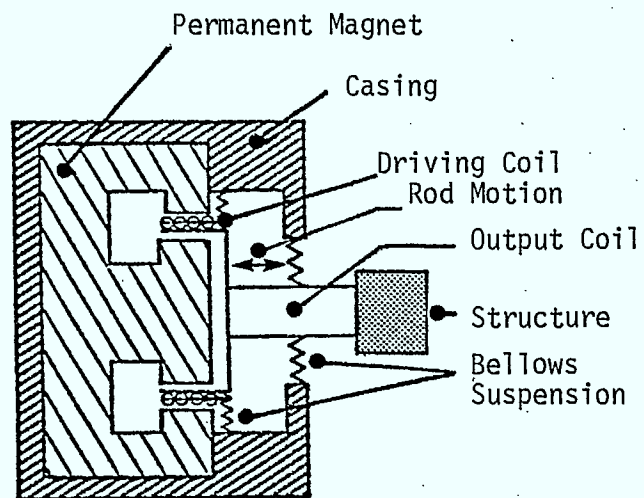 Permanent Magnet
Casing
Driving Coil
Rod Motion
Output Coil
Structure
Bellows
Suspension